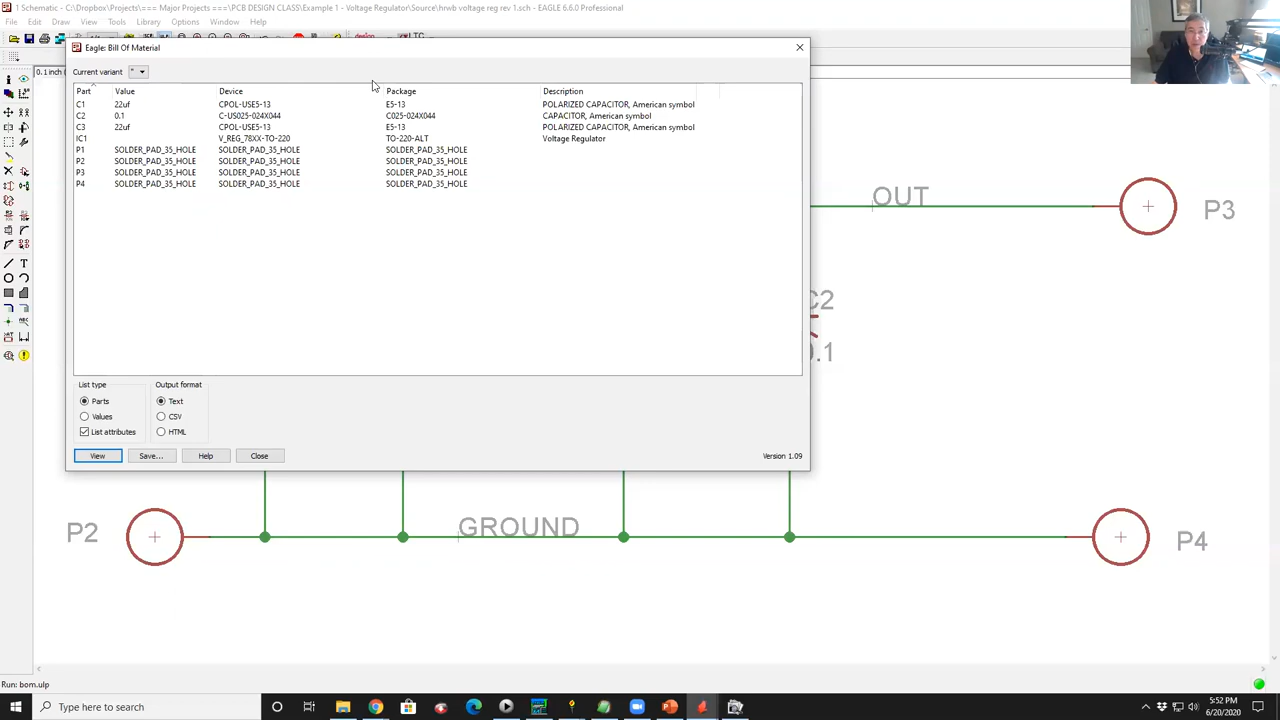 1 Schematic - C:\Dropbox\Projects\=== Major Projects ===\PCB DESIGN CLASS\Example 1 - Voltage Regulator\Source\hrwb voltage reg rev 1.sch - EAGLE 6.6.0 Professional
File Edit Draw View Tools Library Options Window Help
design
LTC
0.1 inch
Eagle: Bill Of Material
Current variant
Part Value Device Package Description
C1 22uf CPOL-USE5-13 E5-13 POLARIZED CAPACITOR, American symbol
C2 0.1 C-US025-024X044 C025-024X044 CAPACITOR, American symbol
C3 22uf CPOL-USE5-13 E5-13 POLARIZED CAPACITOR, American symbol
IC1 V_REG_78XX-TO-220 TO-220-ALT Voltage Regulator
P1 SOLDER_PAD_35_HOLE SOLDER_PAD_35_HOLE SOLDER_PAD_35_HOLE
P2 SOLDER_PAD_35_HOLE SOLDER_PAD_35_HOLE SOLDER_PAD_35_HOLE
P3 SOLDER_PAD_35_HOLE SOLDER_PAD_35_HOLE SOLDER_PAD_35_HOLE
P4 SOLDER_PAD_35_HOLE SOLDER_PAD_35_HOLE SOLDER_PAD_35_HOLE
List type Output format
Parts Text
Values CSV
List attributes HTML
View Save... Help Close Version 1.09
OUT
P3
C2
0.1
P2
GROUND
P4
Run: bom.ulp
Type here to search
5:52 PM
6/20/2020